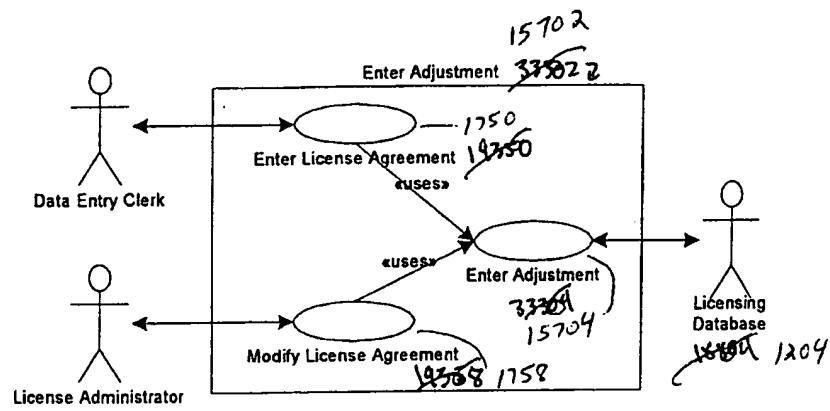 15702
Enter Adjustment
1750
Enter License Agreement
«uses»
Data Entry Clerk
«uses»
Enter Adjustment
15704
Licensing
Database
1204
Modify License Agreement
1758
License Administrator